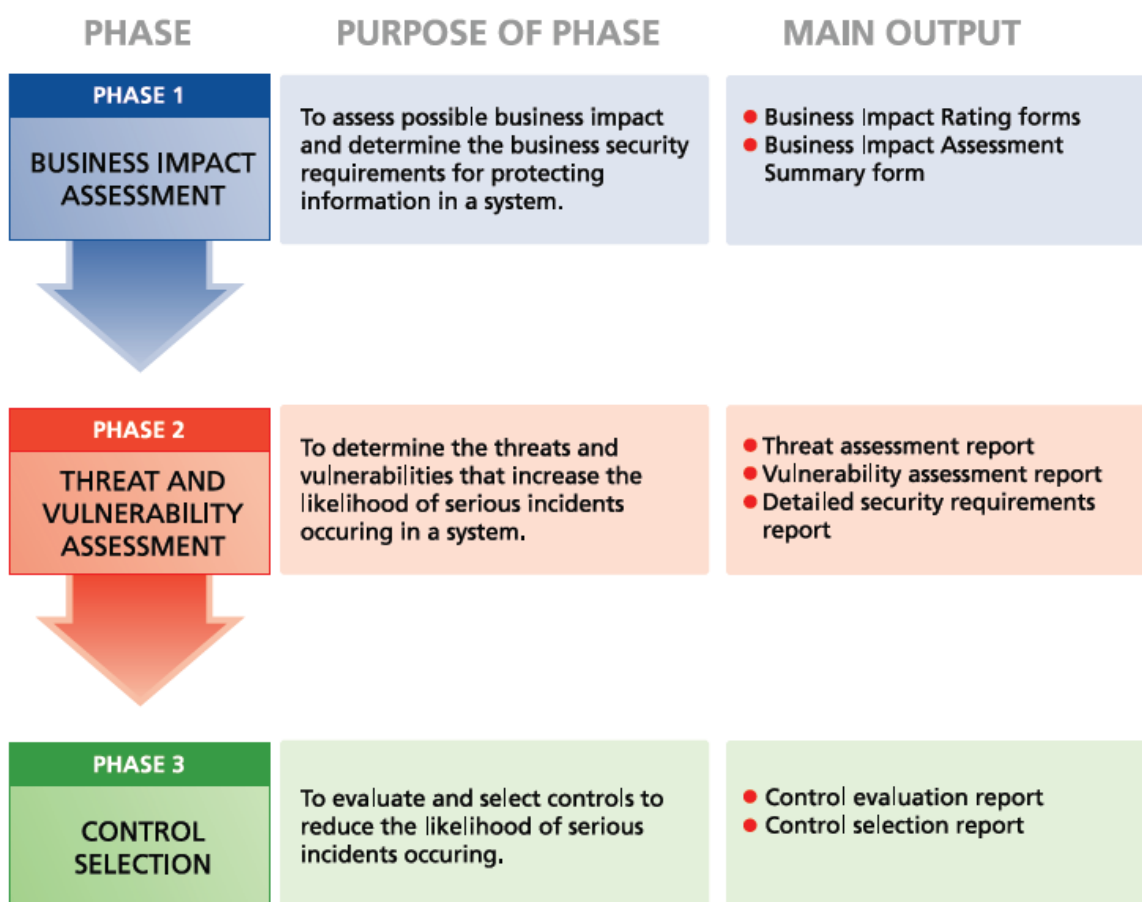 PHASE PURPOSE OF PHASE MAIN OUTPUT
PHASE 1
BUSINESS IMPACT
ASSESSMENT
To assess possible business impact
and determine the business security
requirements for protecting
information in a system.
● Business Impact Rating forms
● Business Impact Assessment
Summary form
PHASE 2
THREAT AND
VULNERABILITY
ASSESSMENT
To determine the threats and
vulnerabilities that increase the
likelihood of serious incidents
occuring in a system.
● Threat assessment report
● Vulnerability assessment report
● Detailed security requirements
report
PHASE 3
CONTROL
SELECTION
To evaluate and select controls to
reduce the likelihood of serious
incidents occuring.
● Control evaluation report
● Control selection report